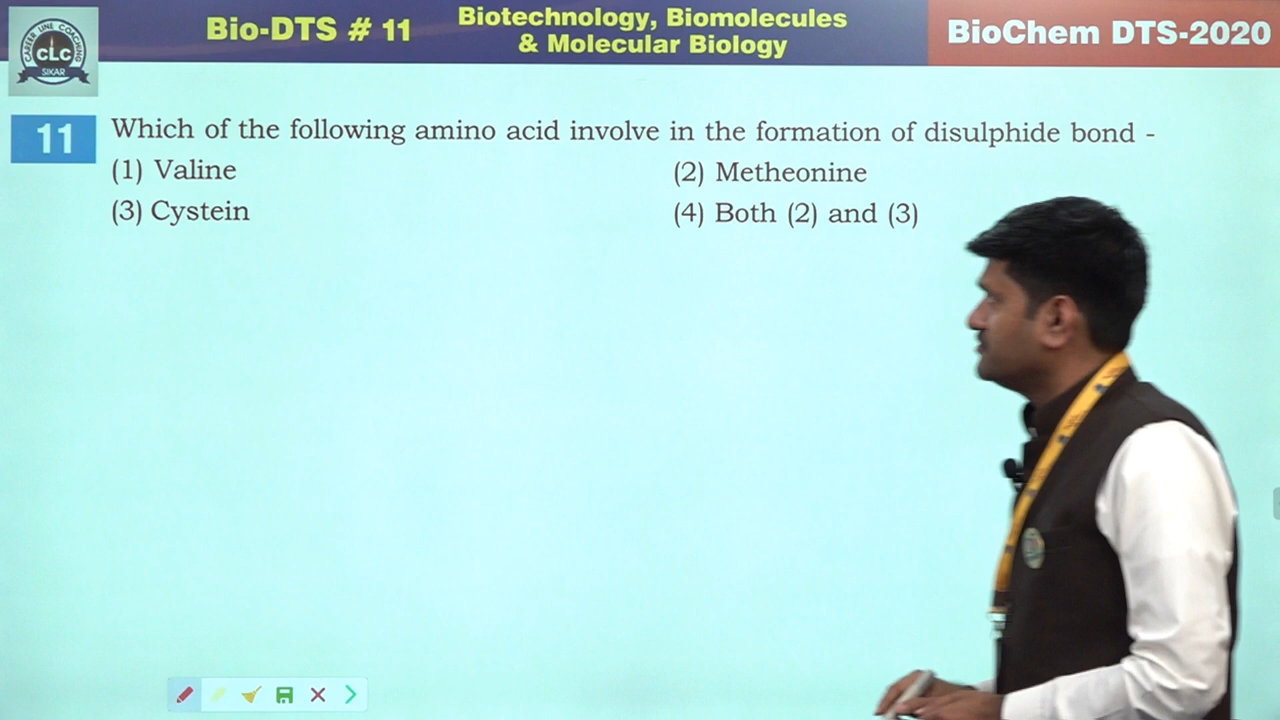 Bio-DTS # 11
Biotechnology, Biomolecules
& Molecular Biology
BioChem DTS-2020
CAREER LINE COACHING
CLC
SIKAR
11 Which of the following amino acid involve in the formation of disulphide bond -
(1) Valine (2) Metheonine
(3) Cystein (4) Both (2) and (3)